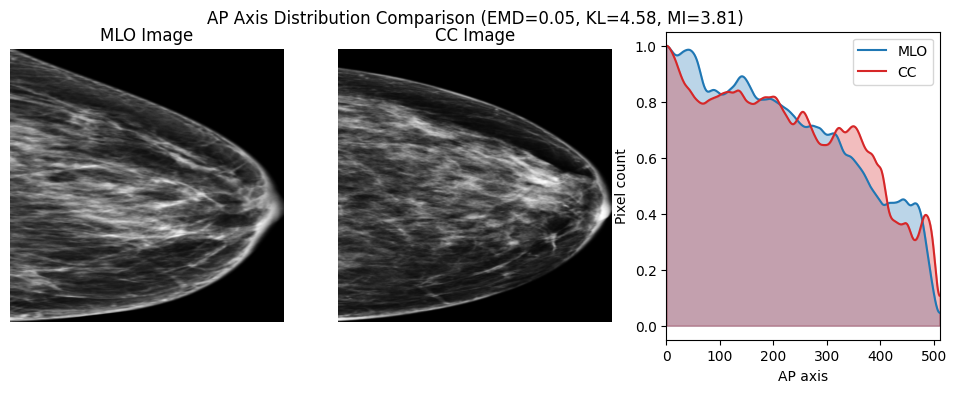 AP Axis Distribution Comparison (EMD=0.05, KL=4.58, MI=3.81)
MLO Image
CC Image
MLO
CC
Pixel count
1.0
0.8
0.6
0.4
0.2
0.0
0 100 200 300 400 500
AP axis